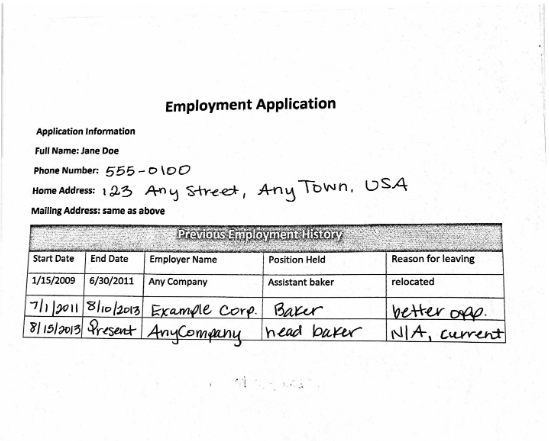 Employment Application
Application Information
Full Name: Jane Doe
Phone Number: 555-0100
Home Address: 123 Any Street, Any Town, USA
Mailing Address: same as above
Previous Employment History
Start Date End Date Employer Name Position Held Reason for leaving
1/15/2009 6/30/2011 Any Company Assistant baker relocated
7/1/2011 8/10/2013 Example Corp. Baker better opp.
8/15/2013 Present AnyCompany head baker N/A, current